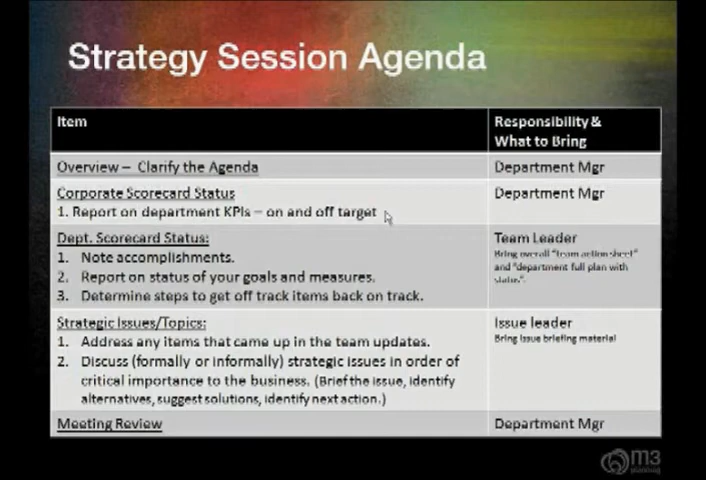 Strategy Session Agenda
Item
Responsibility &
What to Bring
Overview – Clarify the Agenda
Department Mgr
Corporate Scorecard Status
1. Report on department KPIs – on and off target
Department Mgr
Dept. Scorecard Status:
1. Note accomplishments.
2. Report on status of your goals and measures.
3. Determine steps to get off track items back on track.
Team Leader
Bring overall "team action sheet"
and "department full plan with
status".
Strategic Issues/Topics:
1. Address any items that came up in the team updates.
2. Discuss (formally or informally) strategic issues in order of
critical importance to the business. (Brief the issue, identify
alternatives, suggest solutions, identify next action.)
Issue leader
Bring issue briefing material
Meeting Review
Department Mgr
m3
planning